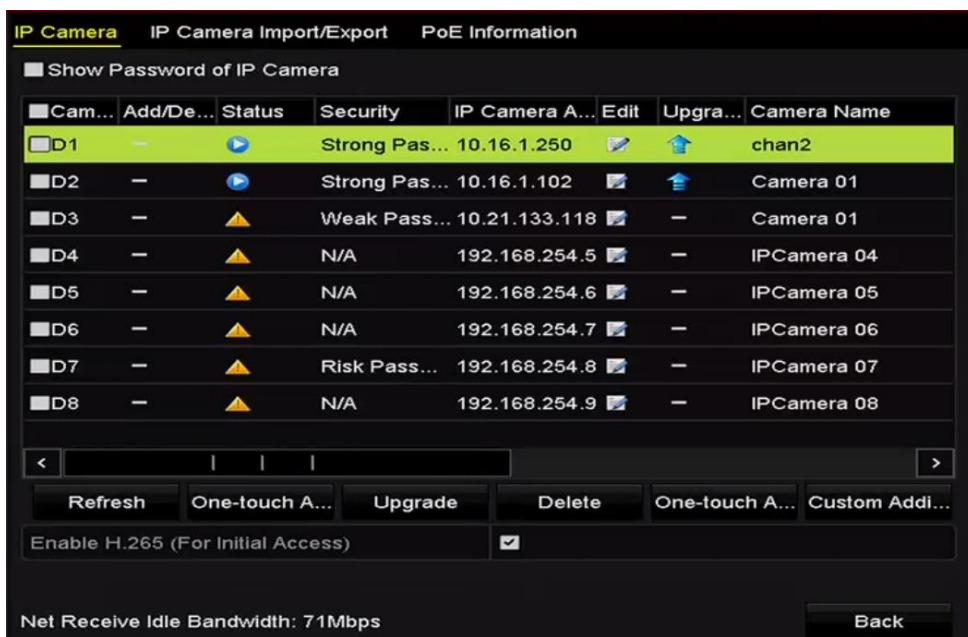 IP Camera IP Camera Import/Export PoE Information
Show Password of IP Camera
Cam... Add/De... Status Security IP Camera A... Edit Upgra... Camera Name
D1 – Strong Pas... 10.16.1.250 chan2
D2 – Strong Pas... 10.16.1.102 Camera 01
D3 – Weak Pass... 10.21.133.118 – Camera 01
D4 – N/A 192.168.254.5 – IPCamera 04
D5 – N/A 192.168.254.6 – IPCamera 05
D6 – N/A 192.168.254.7 – IPCamera 06
D7 – Risk Pass... 192.168.254.8 – IPCamera 07
D8 – N/A 192.168.254.9 – IPCamera 08
Refresh One-touch A... Upgrade Delete One-touch A... Custom Addi...
Enable H.265 (For Initial Access)
Net Receive Idle Bandwidth: 71Mbps Back